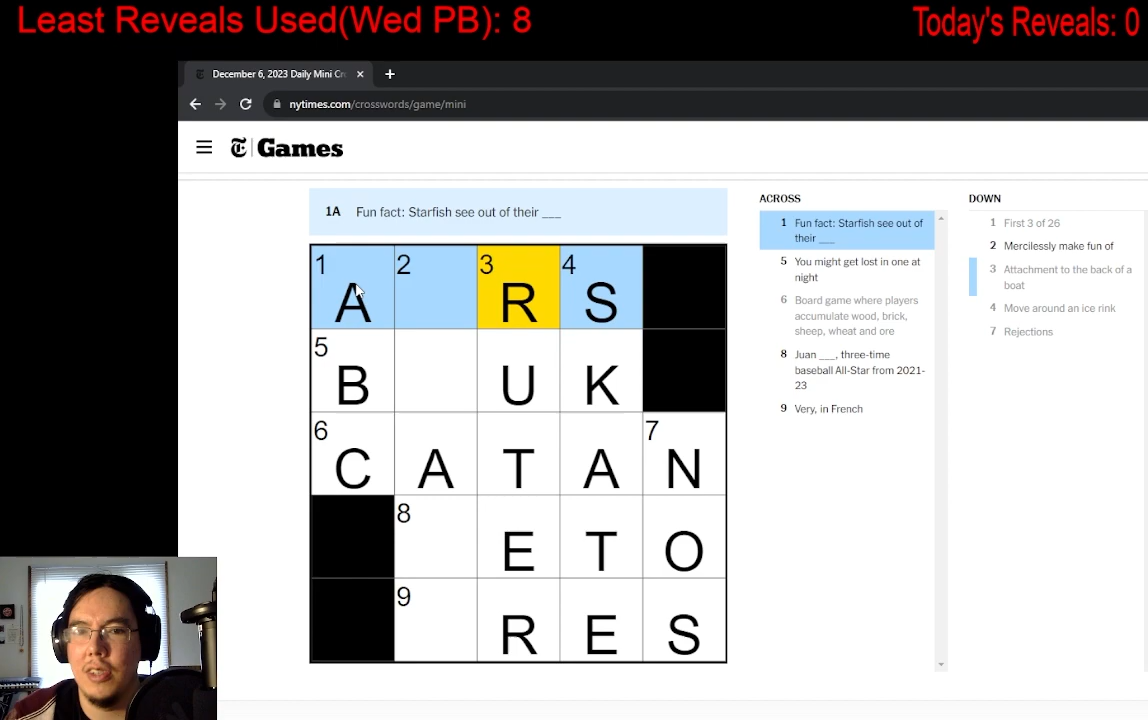 Least Reveals Used(Wed PB): 8
Today's Reveals: 0
December 6, 2023 Daily Mini Cr
nytimes.com/crosswords/game/mini
Games
1A Fun fact: Starfish see out of their ___
1 2 3 4
A R S
5
B U K
6 7
C A T A N
8
E T O
9
R E S
ACROSS
1 Fun fact: Starfish see out of
their ___
5 You might get lost in one at
night
6 Board game where players
accumulate wood, brick,
sheep, wheat and ore
8 Juan ___, three-time
baseball All-Star from 2021-
23
9 Very, in French
DOWN
1 First 3 of 26
2 Mercilessly make fun of
3 Attachment to the back of a
boat
4 Move around an ice rink
7 Rejections